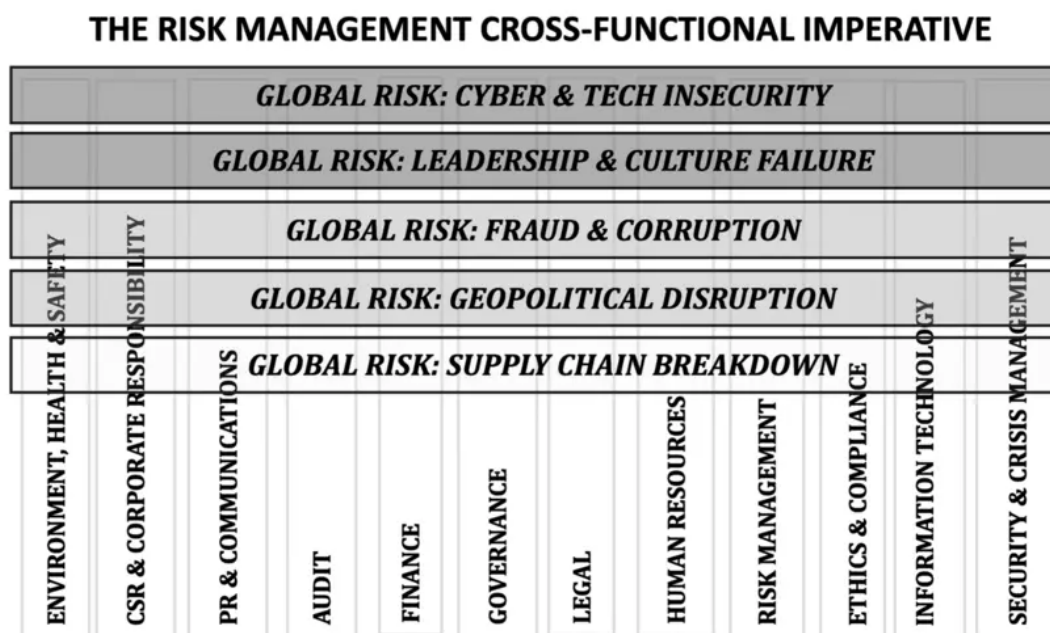 THE RISK MANAGEMENT CROSS-FUNCTIONAL IMPERATIVE
GLOBAL RISK: CYBER & TECH INSECURITY
GLOBAL RISK: LEADERSHIP & CULTURE FAILURE
GLOBAL RISK: FRAUD & CORRUPTION
GLOBAL RISK: GEOPOLITICAL DISRUPTION
GLOBAL RISK: SUPPLY CHAIN BREAKDOWN
ENVIRONMENT, HEALTH & SAFETY
CSR & CORPORATE RESPONSIBILITY
PR & COMMUNICATIONS
AUDIT
FINANCE
GOVERNANCE
LEGAL
HUMAN RESOURCES
RISK MANAGEMENT
ETHICS & COMPLIANCE
INFORMATION TECHNOLOGY
SECURITY & CRISIS MANAGEMENT